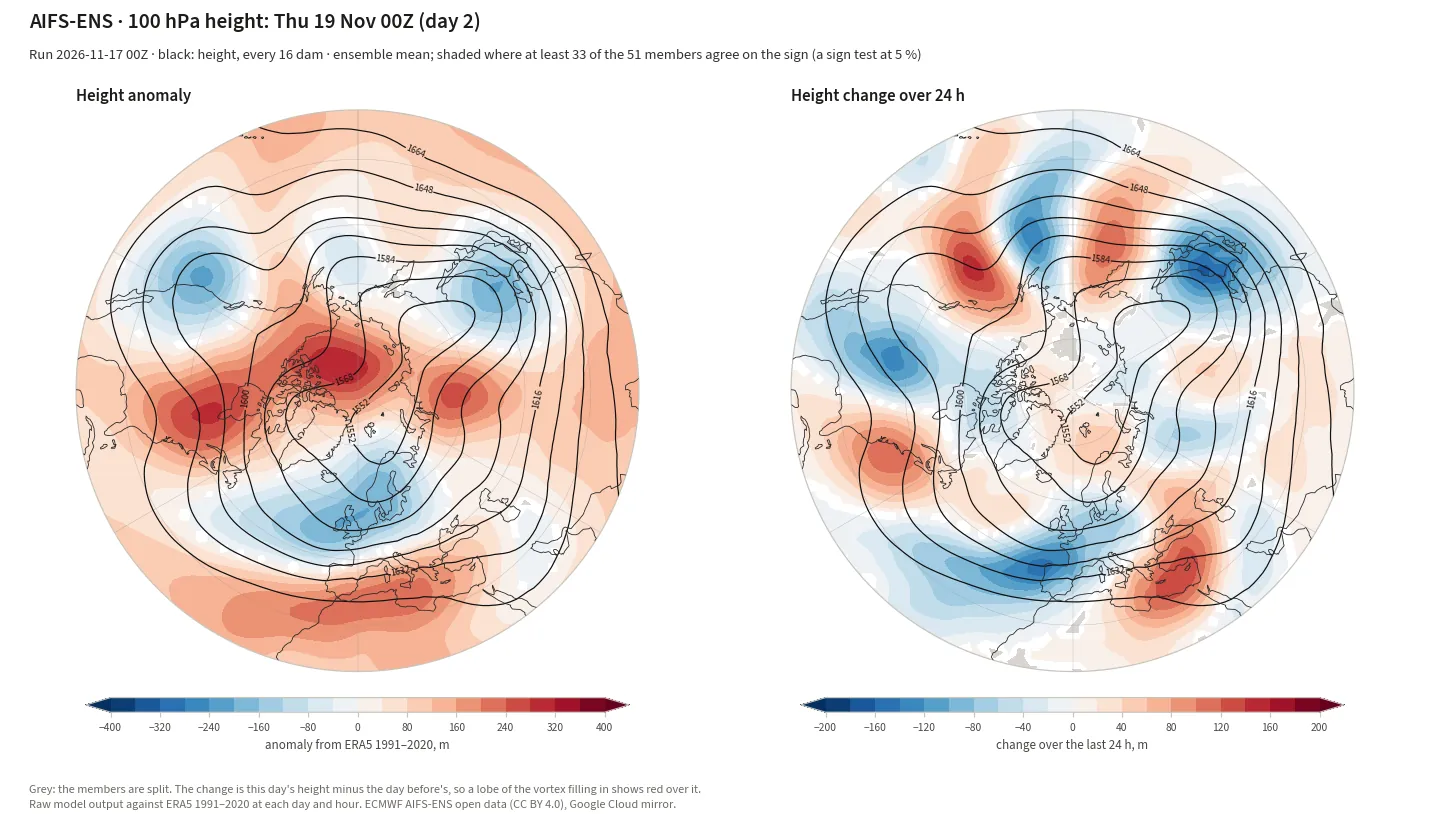 AIFS-ENS · 100 hPa height: Thu 19 Nov 00Z (day 2)
Run 2026-11-17 00Z · black: height, every 16 dam · ensemble mean; shaded where at least 33 of the 51 members agree on the sign (a sign test at 5 %)
Height anomaly
Height change over 24 h
1664
1648
1584
1568
1600
1552
1552
1616
1632
1664
1648
1584
1568
1600
1552
1552
1616
1632
−400 −320 −240 −160 −80 0 80 160 240 320 400
anomaly from ERA5 1991–2020, m
−200 −160 −120 −80 −40 0 40 80 120 160 200
change over the last 24 h, m
Grey: the members are split. The change is this day's height minus the day before's, so a lobe of the vortex filling in shows red over it.
Raw model output against ERA5 1991–2020 at each day and hour. ECMWF AIFS-ENS open data (CC BY 4.0), Google Cloud mirror.